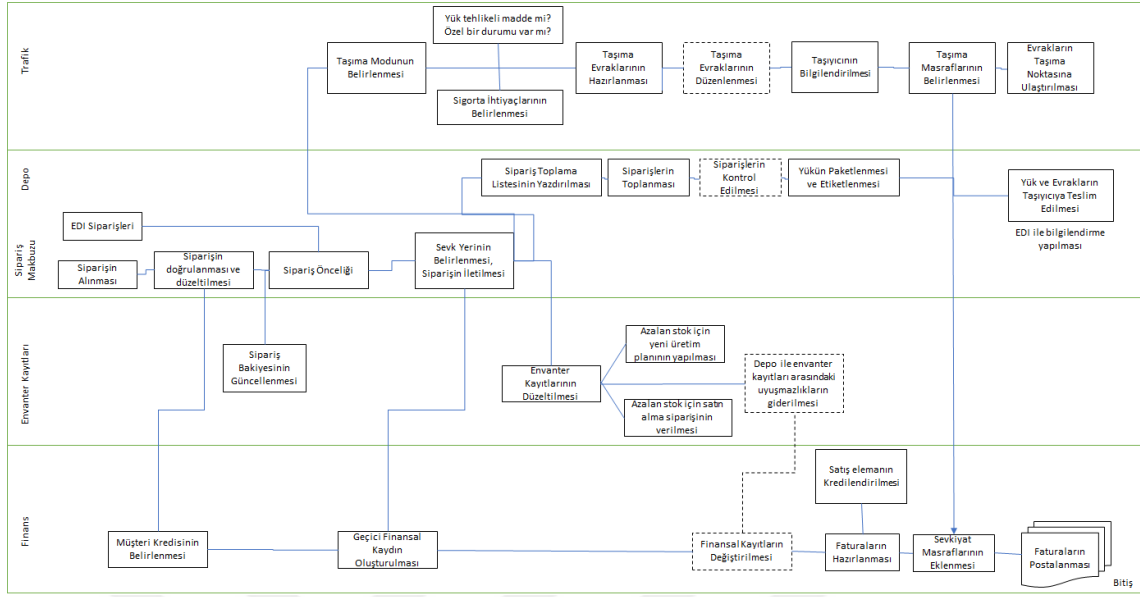 Trafik
Yük tehlikeli madde mi?
Özel bir durumu var mı?
Taşıma Modunun
Belirlenmesi
Sigorta İhtiyaçlarının
Belirlenmesi
Taşıma
Evraklarının
Hazırlanması
Taşıma
Evraklarının
Düzenlenmesi
Taşıyıcının
Bilgilendirilmesi
Taşıma
Masraflarının
Belirlenmesi
Evrakların
Taşıma
Noktasına
Ulaştırılması
Depo
Sipariş Toplama
Listesinin Yazdırılması
Siparişlerin
Toplanması
Siparişlerin
Kontrol
Edilmesi
Yükün Paketlenmesi
ve Etiketlenmesi
Yük ve Evrakların
Taşıyıcıya Teslim
Edilmesi
EDI ile bilgilendirme
yapılması
Sipariş
Makbuzu
EDI Siparişleri
Siparişin
Alınması
Siparişin
doğrulanması ve
düzeltilmesi
Sipariş Önceliği
Sevk Yerinin
Belirlenmesi,
Siparişin İletilmesi
Envanter Kayıtları
Sipariş
Bakiyesinin
Güncellenmesi
Envanter
Kayıtlarının
Düzeltilmesi
Azalan stok için
yeni üretim
planının yapılması
Azalan stok için satın
alma siparişinin
verilmesi
Depo ile envanter
kayıtları arasındaki
uyuşmazlıkların
giderilmesi
Finans
Müşteri Kredisinin
Belirlenmesi
Geçici Finansal
Kaydın
Oluşturulması
Finansal Kayıtların
Değiştirilmesi
Satış elemanın
Kredilendirilmesi
Faturaların
Hazırlanması
Sevkiyat
Masraflarının
Eklenmesi
Faturaların
Postalanması
Bitiş